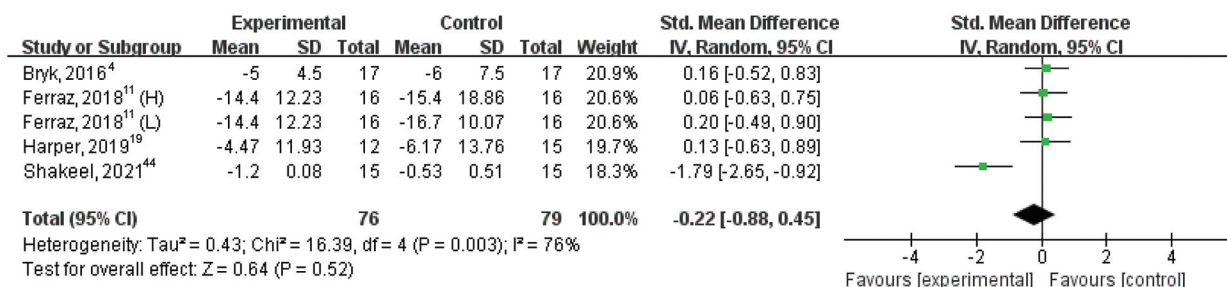 Experimental Control Std. Mean Difference Std. Mean Difference
Study or Subgroup Mean SD Total Mean SD Total Weight IV, Random, 95% CI IV, Random, 95% CI
Bryk, 2016⁴ -5 4.5 17 -6 7.5 17 20.9% 0.16 [-0.52, 0.83]
Ferraz, 2018¹¹ (H) -14.4 12.23 16 -15.4 18.86 16 20.6% 0.06 [-0.63, 0.75]
Ferraz, 2018¹¹ (L) -14.4 12.23 16 -16.7 10.07 16 20.6% 0.20 [-0.49, 0.90]
Harper, 2019¹⁹ -4.47 11.93 12 -6.17 13.76 15 19.7% 0.13 [-0.63, 0.89]
Shakeel, 2021⁴⁴ -1.2 0.08 15 -0.53 0.51 15 18.3% -1.79 [-2.65, -0.92]
Total (95% CI) 76 79 100.0% -0.22 [-0.88, 0.45]
Heterogeneity: Tau² = 0.43; Chi² = 16.39, df = 4 (P = 0.003); I² = 76%
Test for overall effect: Z = 0.64 (P = 0.52)
-4 -2 0 2 4
Favours [experimental] Favours [control]